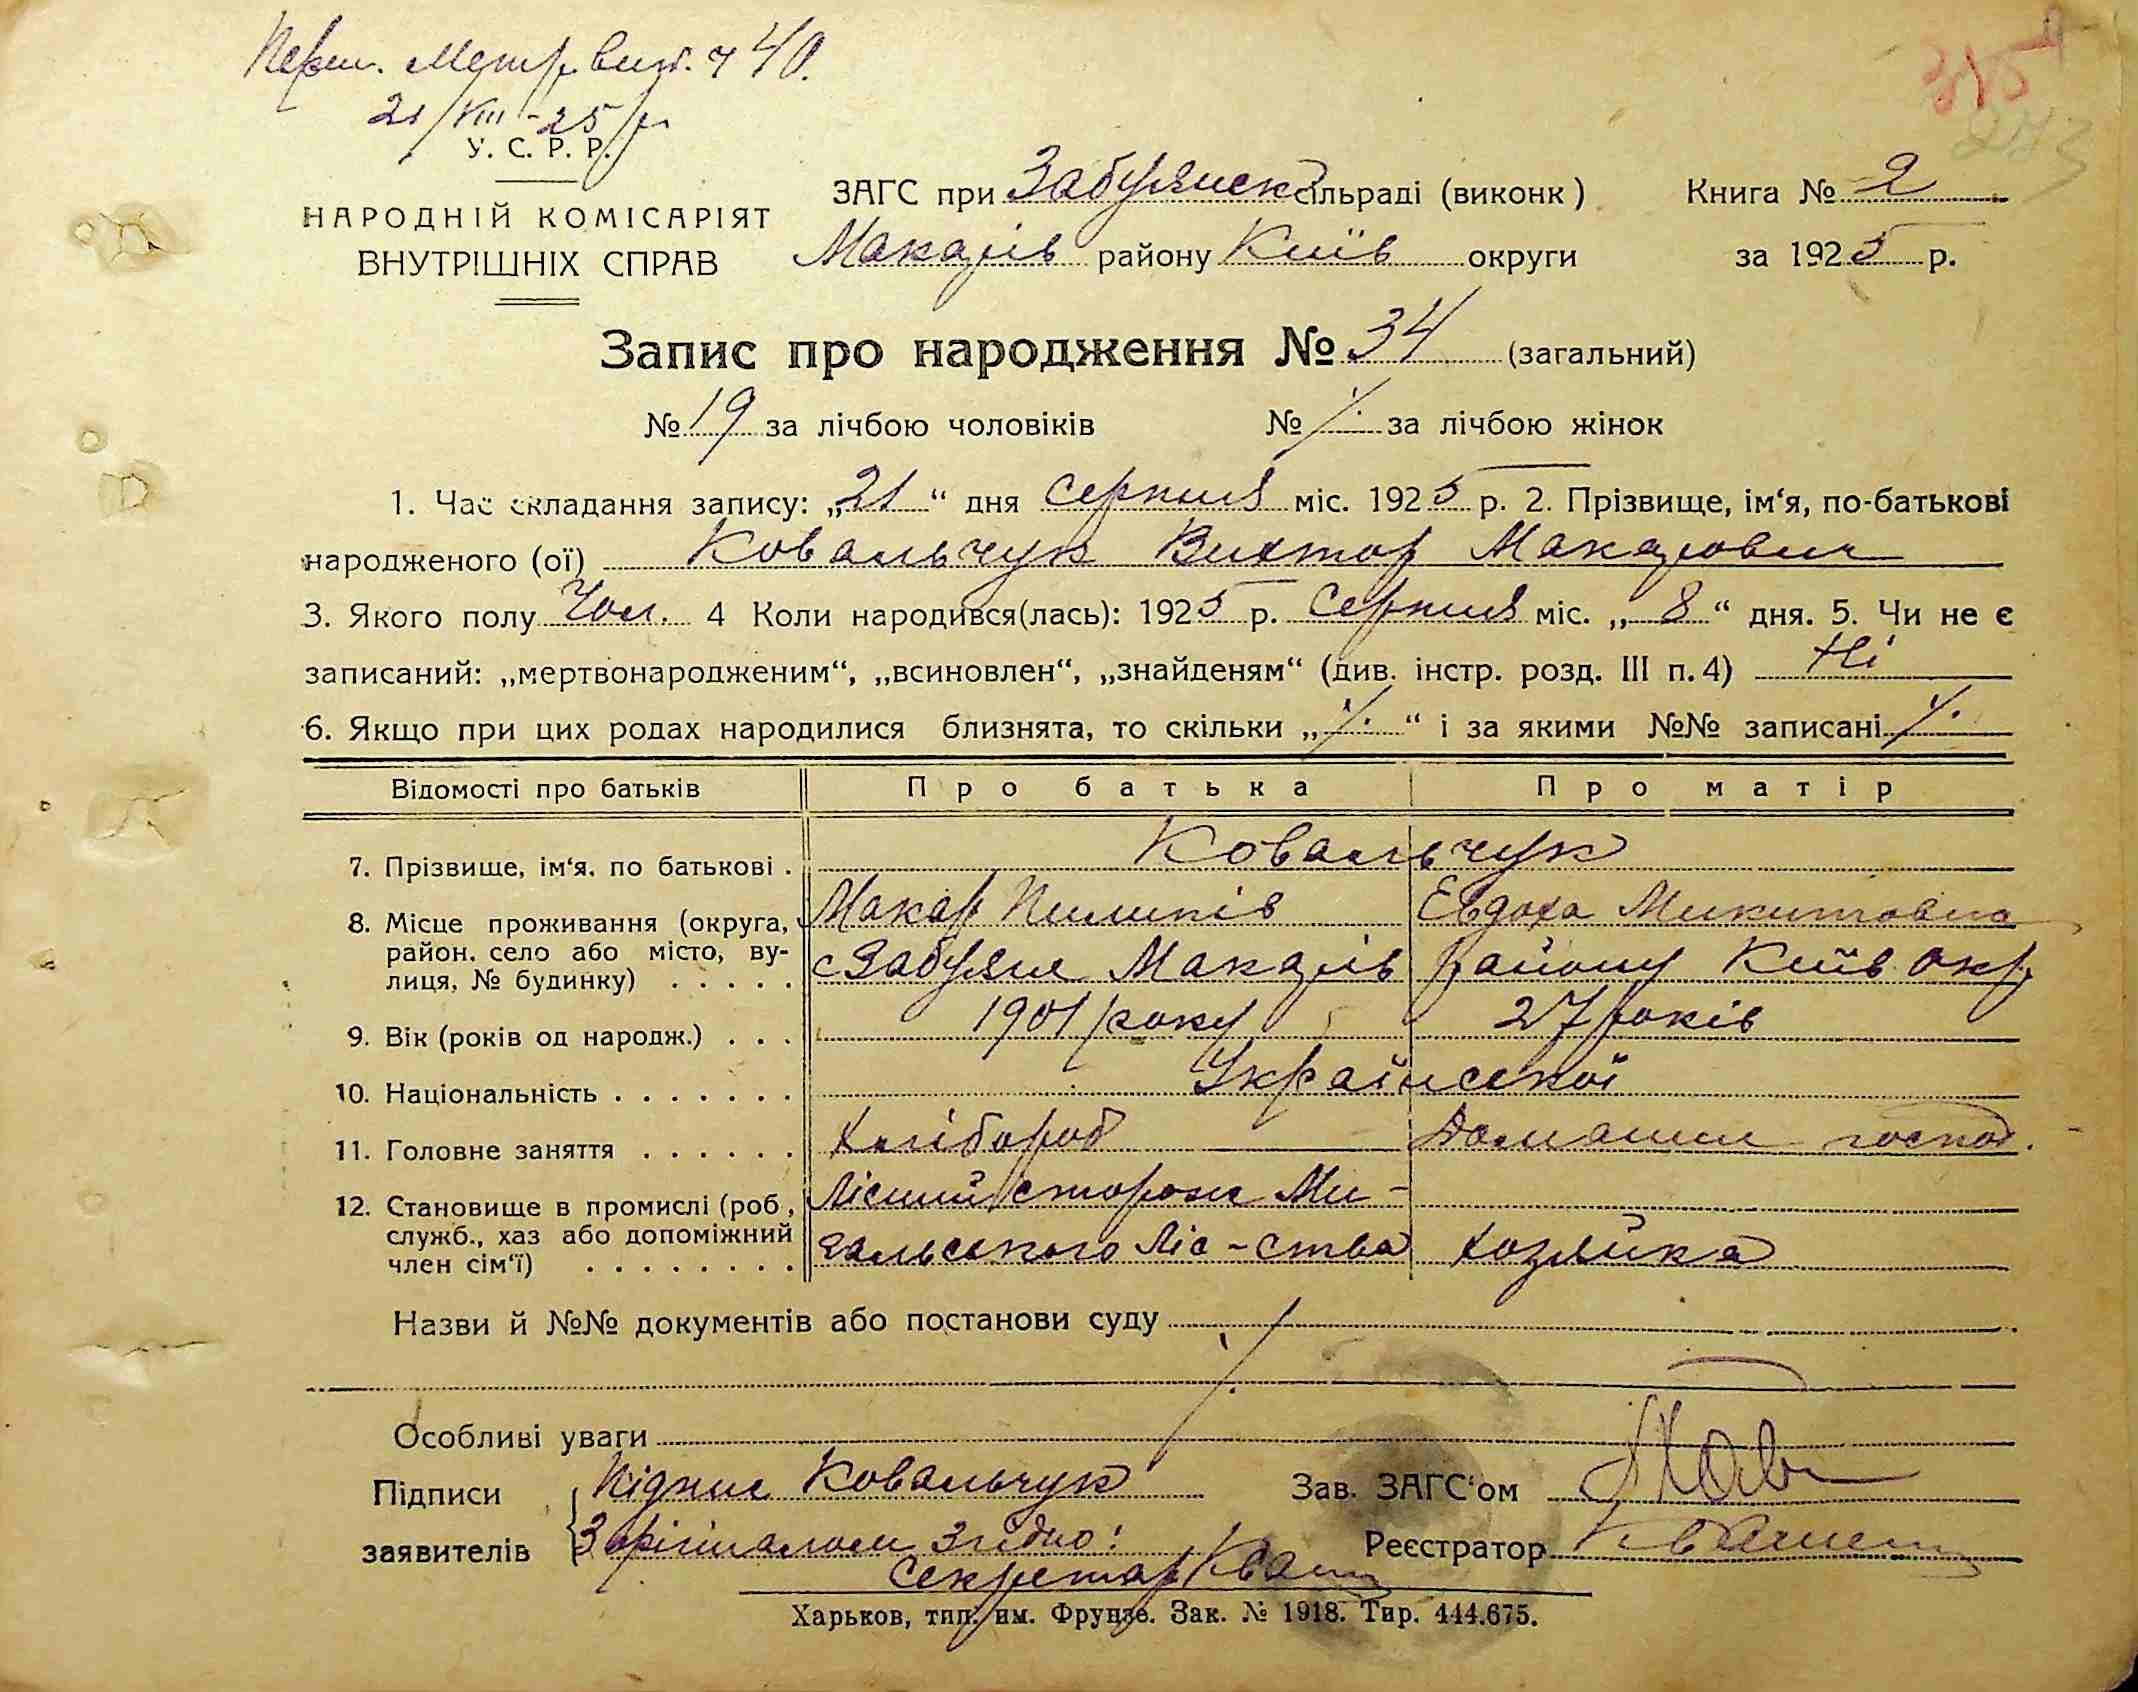 Перш. Метр. вип. ч 40.
21/VIII-25 р
У. С. Р. Р.
НАРОДНІЙ КОМІСАРІЯТ
ВНУТРІШНІХ СПРАВ
ЗАГС при Забуянск сільраді (виконк ) Книга № 2
Макарів району Київ округи за 1925 р.
Запис про народження № 34 (загальний)
№ 19 за лічбою чоловіків № /. за лічбою жінок
1. Час складання запису: „21“ дня серпня міс. 1925 р. 2. Прізвище, ім‘я, по-батькові
народженого (ої) Ковальчук Виктор Макарович
3. Якого полу Чол. 4 Коли народився(лась): 1925 р. серпня міс. „8“ дня. 5. Чи не є
записаний: „мертвонародженим“, „всиновлен“, „знайденям“ (див. інстр. розд. III п. 4) Ні
6. Якщо при цих родах народилися близнята, то скільки „/.“ і за якими №№ записані /.
Відомості про батьків Про батька Про матір
7. Прізвище, ім‘я, по батькові . Ковальчук
Макар Пилипів Евдоха Микитовна
8. Місце проживання (округа,
район, село або місто, ву-
лиця, № будинку) . . . . . с Забуяня Макарів району Київ окр
9. Вік (років од народж.) . . . 1901 року 27 років
10. Національність . . . . . . . Української
11. Головне заняття . . . . . . Хлібороб Домашнє господ.
12. Становище в промислі (роб ,
служб., хаз або допоміжний
член сім‘ї) . . . . . . . . Лісний сторож Ми-
гальського Ліс-ства хозяйка
Назви й №№ документів або постанови суду /.
Особливі уваги
Підписи заявителів Підпис Ковальчук Зав. ЗАГС‘ом
З орігіналом Згідно: Реєстратор
Секретар
Харьков, тип. им. Фрунзе. Зак. № 1918. Тир. 444.675.